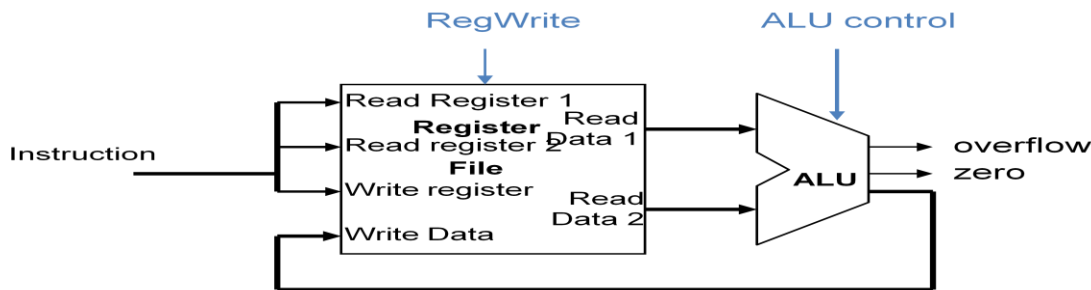 RegWrite
ALU control
Instruction
Read Register 1
Register
Read register 2
File
Write register
Write Data
Read
Data 1
Read
Data 2
ALU
overflow
zero